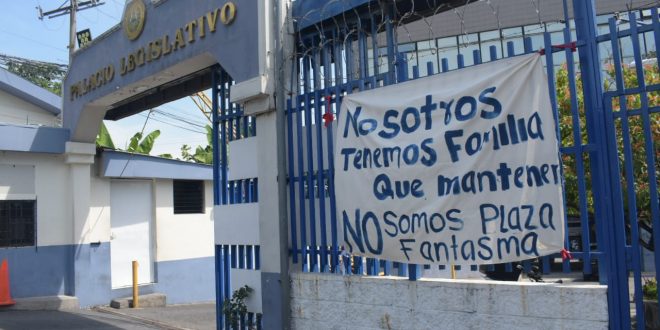 PALACIO LEGISLATIVO
Nosotros
Tenemos Familia
Que mantener
NO Somos Plaza
Fantasma